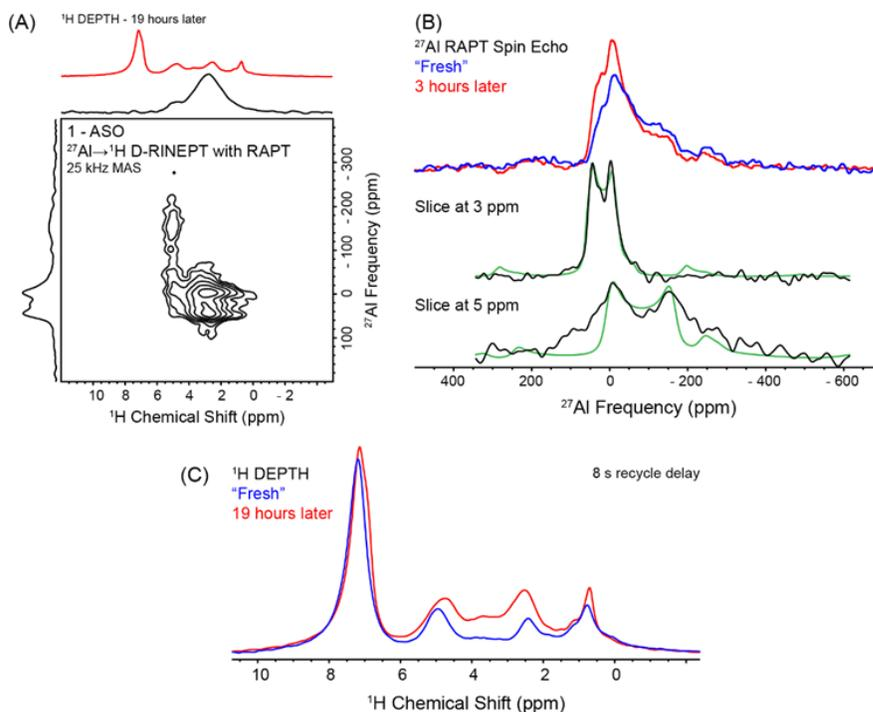 (A)
¹H DEPTH - 19 hours later
1 - ASO
²⁷Al→¹H D-RINEPT with RAPT
25 kHz MAS
- 300
- 200
- 100
0
100
²⁷Al Frequency (ppm)
10 8 6 4 2 0 - 2
¹H Chemical Shift (ppm)
(B)
²⁷Al RAPT Spin Echo
“Fresh”
3 hours later
Slice at 3 ppm
Slice at 5 ppm
400 200 0 - 200 - 400 - 600
²⁷Al Frequency (ppm)
(C)
¹H DEPTH
“Fresh”
19 hours later
8 s recycle delay
10 8 6 4 2 0
¹H Chemical Shift (ppm)